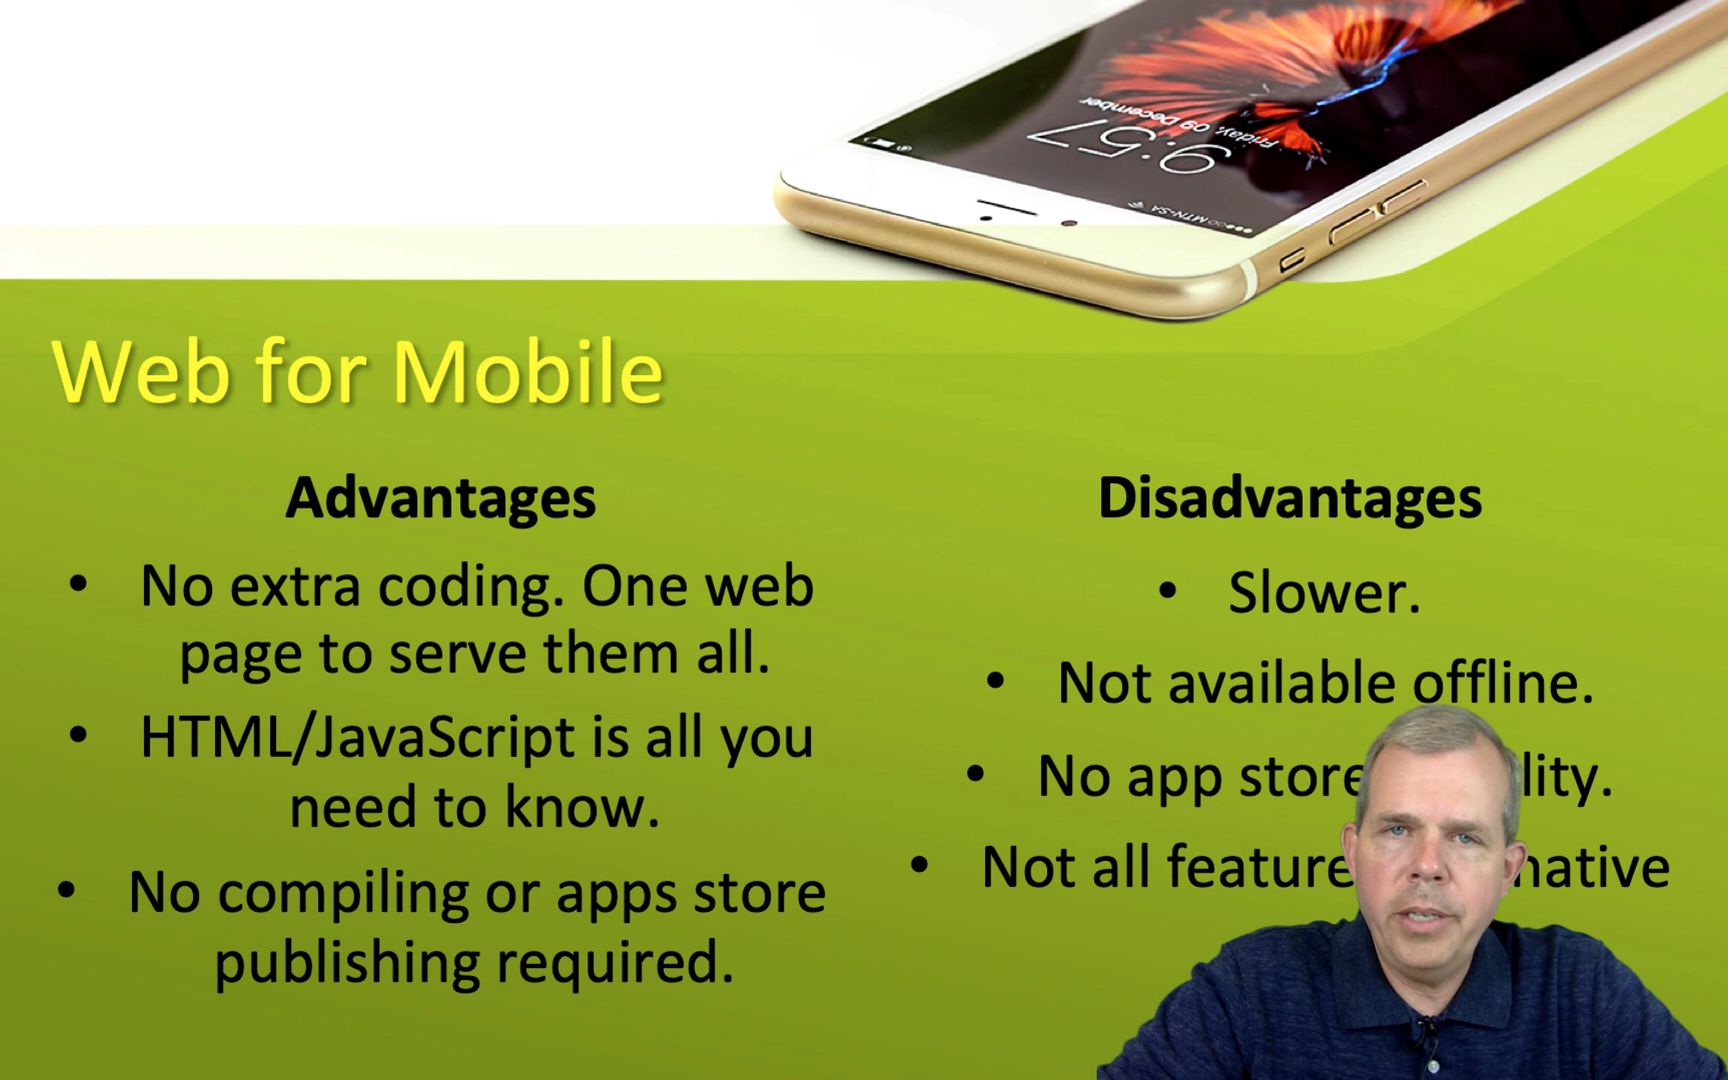 ●●●○○ MTN-SA
9:57
Friday, 09 December
Web for Mobile
Advantages
• No extra coding. One web
page to serve them all.
• HTML/JavaScript is all you
need to know.
• No compiling or apps store
publishing required.
Disadvantages
• Slower.
• Not available offline.
• No app store lity.
• Not all feature native